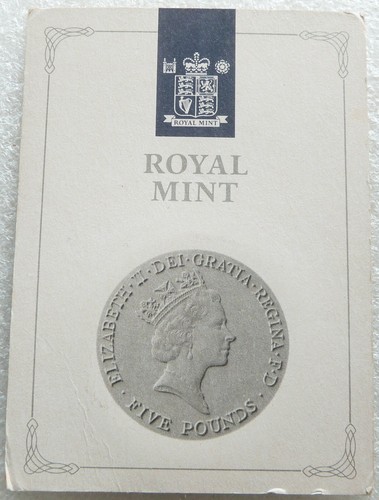 ROYAL MINT
ROYAL
MINT
ELIZABETH · II · DEI · GRATIA · REGINA · F · D ·
· FIVE POUNDS ·